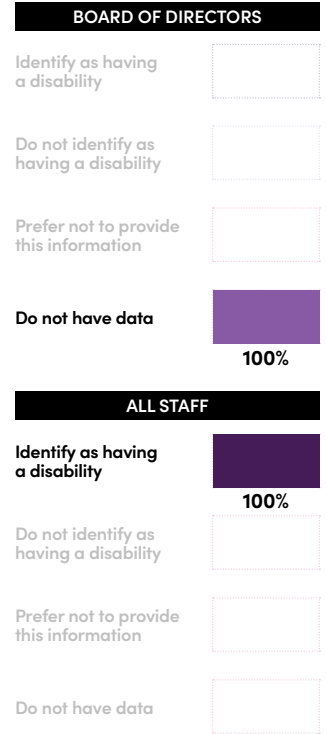 BOARD OF DIRECTORS
Identify as having
a disability
Do not identify as
having a disability
Prefer not to provide
this information
Do not have data
100%
ALL STAFF
Identify as having
a disability
100%
Do not identify as
having a disability
Prefer not to provide
this information
Do not have data